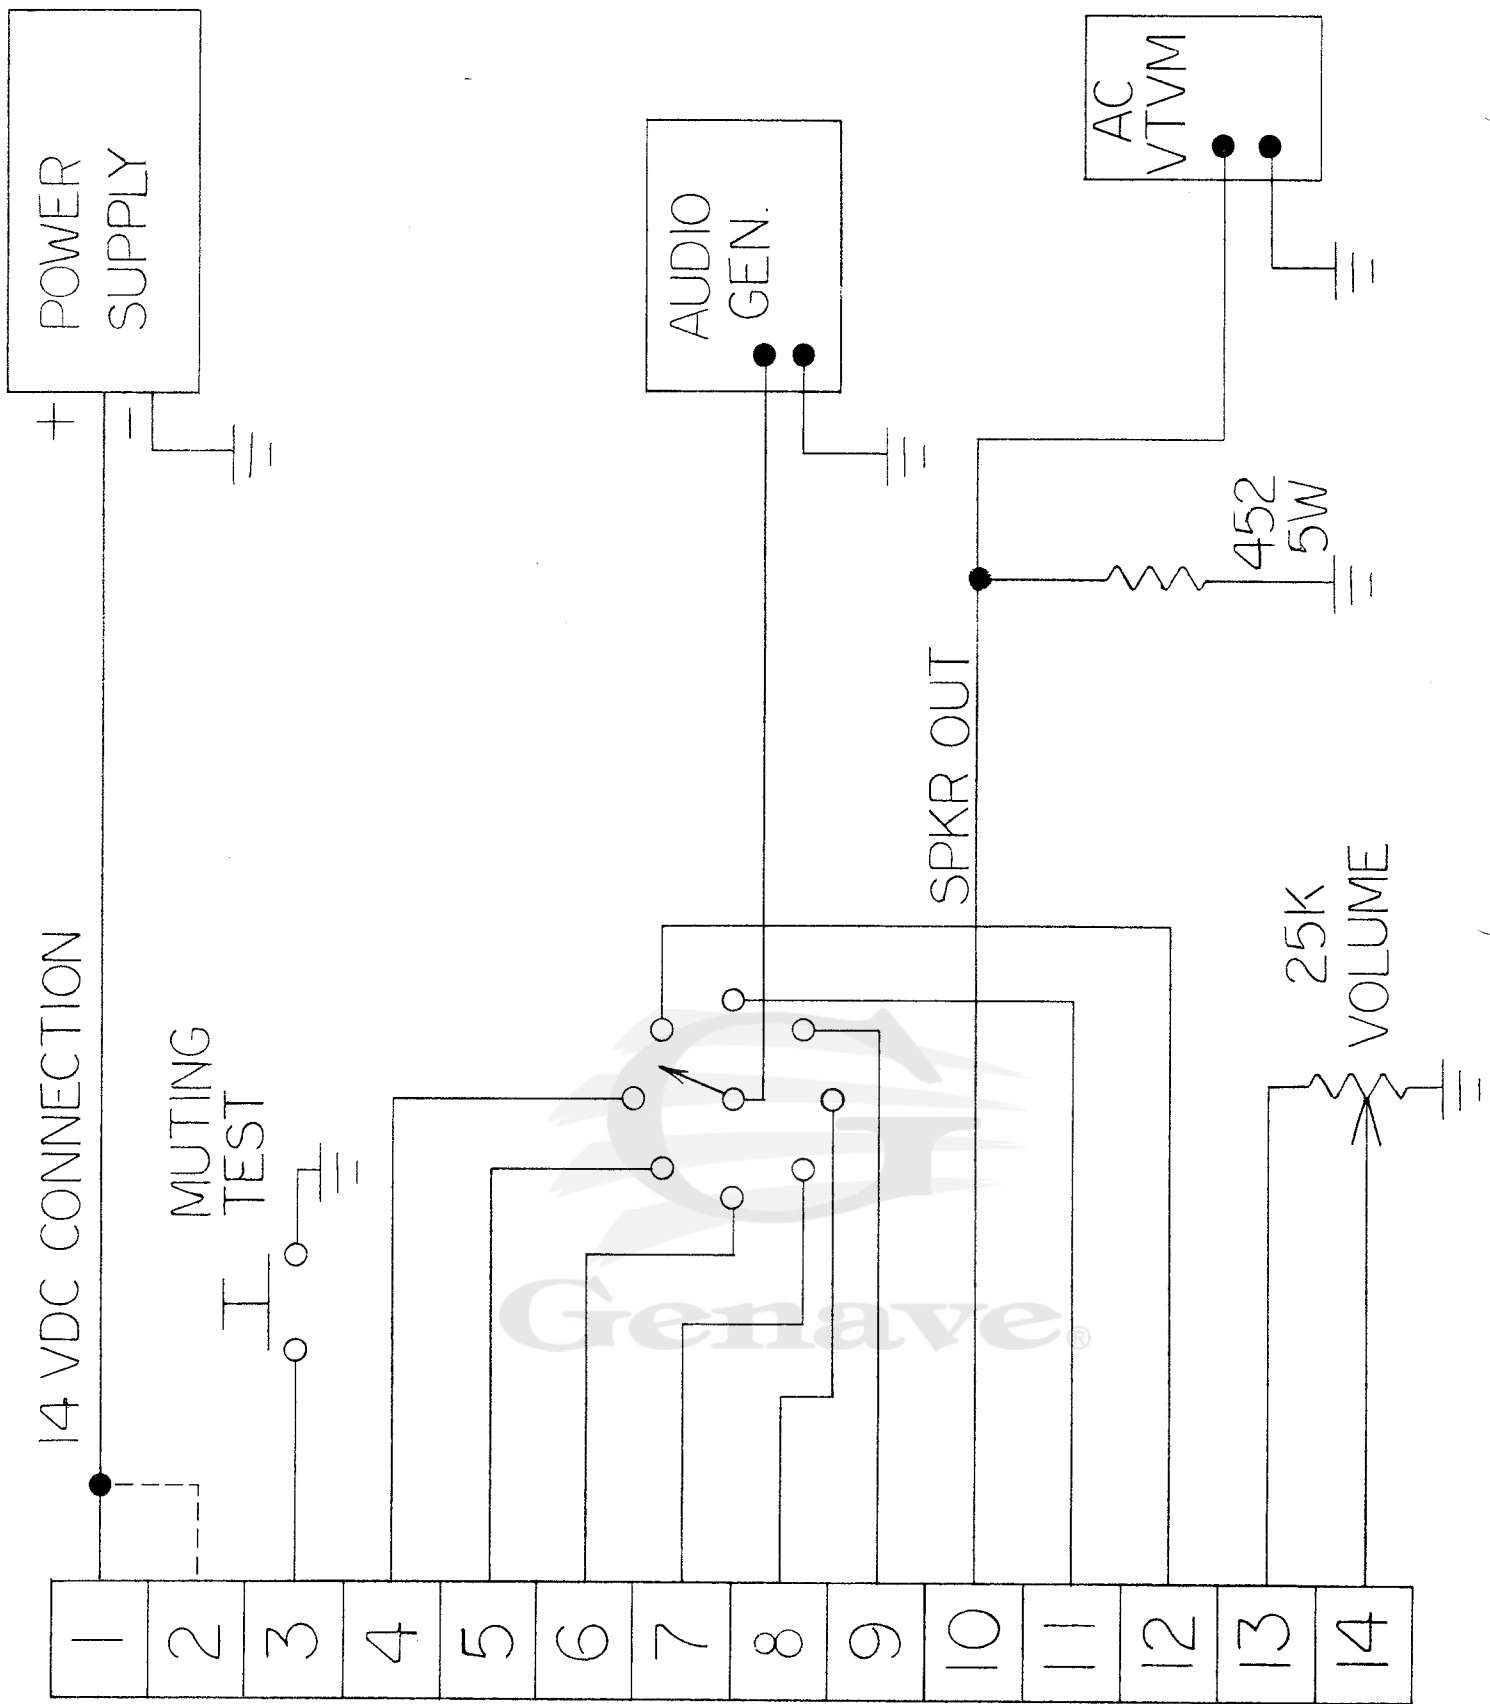 POWER
SUPPLY
+
−
14 VDC CONNECTION
MUTING
TEST
AUDIO
GEN.
AC
VTVM
SPKR OUT
452
5W
25K
VOLUME
Genave®
1
2
3
4
5
6
7
8
9
10
11
12
13
14